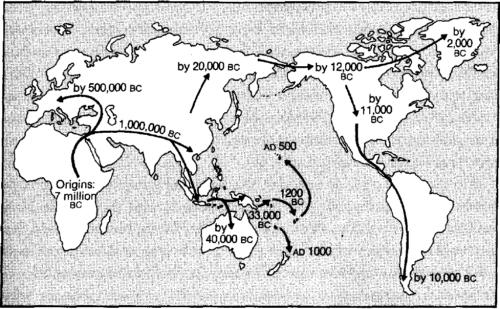 by
2,000
BC
by 12,000
BC
by 20,000 BC
by 500,000 BC
by
11,000
BC
1,000,000 BC
AD 500
Origins:
7 million
BC
1200
BC
33,000
BC
by
40,000 BC
AD 1000
by 10,000 BC